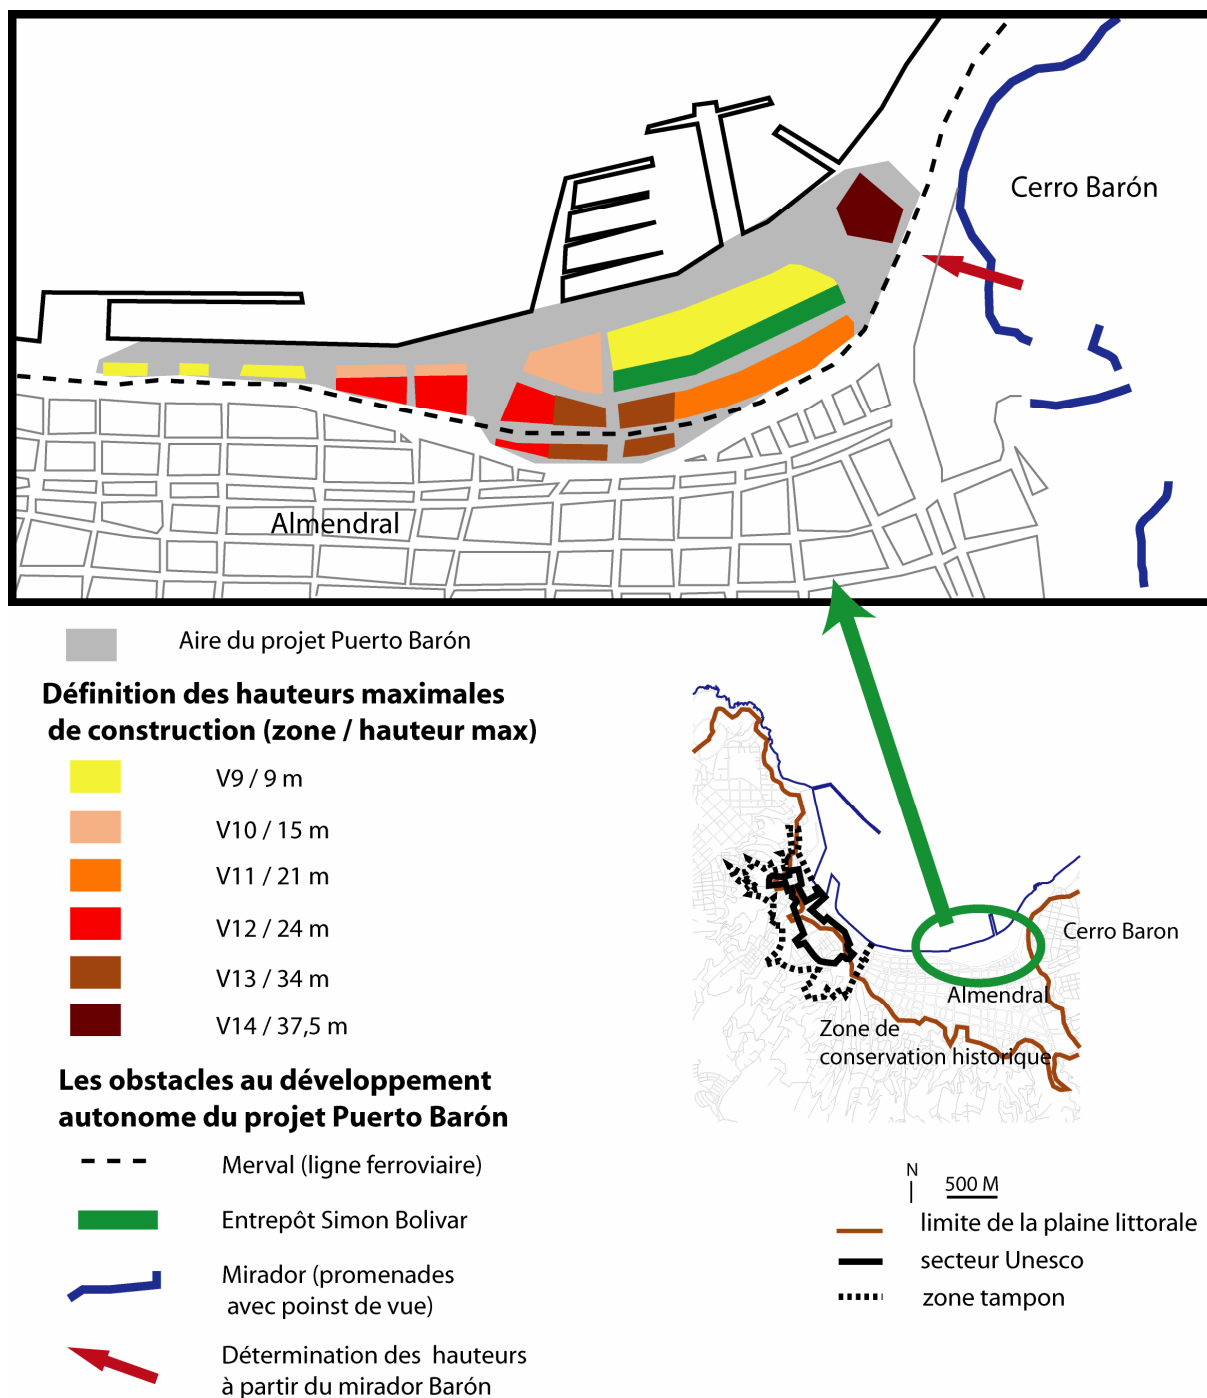 Cerro Barón
Almendral
Aire du projet Puerto Barón
Définition des hauteurs maximales
de construction (zone / hauteur max)
V9 / 9 m
V10 / 15 m
V11 / 21 m
V12 / 24 m
V13 / 34 m
V14 / 37,5 m
Les obstacles au développement
autonome du projet Puerto Barón
Merval (ligne ferroviaire)
Entrepôt Simon Bolivar
Mirador (promenades
avec poinst de vue)
Détermination des hauteurs
à partir du mirador Barón
Cerro Baron
Almendral
Zone de
conservation historique
N
500 M
limite de la plaine littorale
secteur Unesco
zone tampon